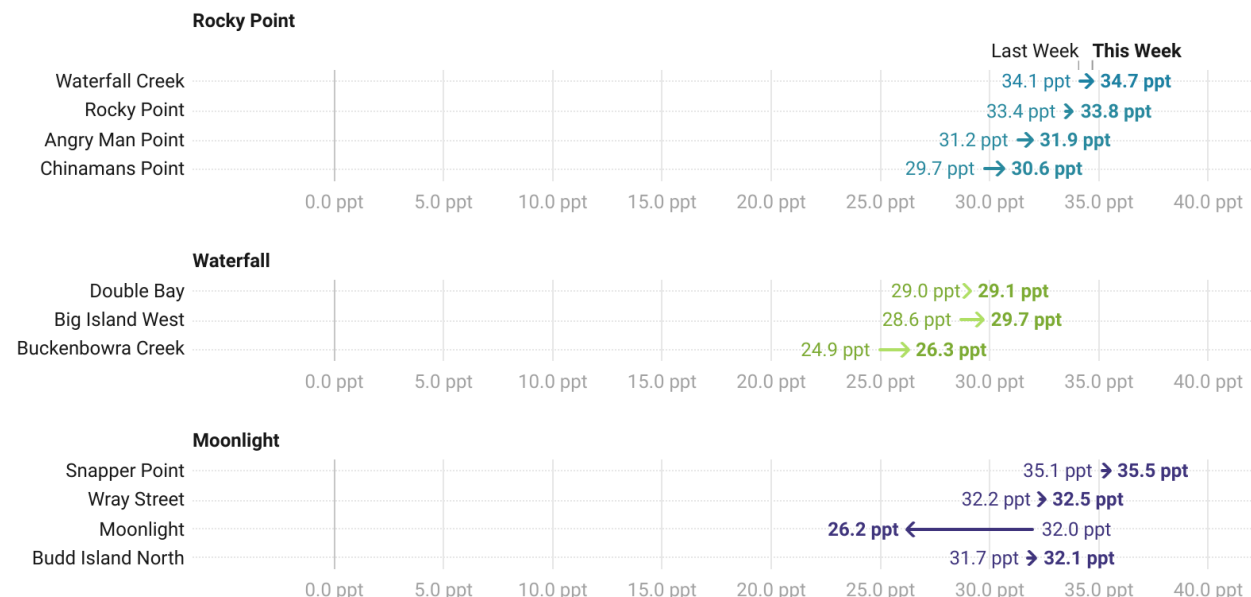 Rocky Point
Last Week This Week
Waterfall Creek 34.1 ppt 34.7 ppt
Rocky Point 33.4 ppt 33.8 ppt
Angry Man Point 31.2 ppt 31.9 ppt
Chinamans Point 29.7 ppt 30.6 ppt
0.0 ppt 5.0 ppt 10.0 ppt 15.0 ppt 20.0 ppt 25.0 ppt 30.0 ppt 35.0 ppt 40.0 ppt
Waterfall
Double Bay 29.0 ppt 29.1 ppt
Big Island West 28.6 ppt 29.7 ppt
Buckenbowra Creek 24.9 ppt 26.3 ppt
0.0 ppt 5.0 ppt 10.0 ppt 15.0 ppt 20.0 ppt 25.0 ppt 30.0 ppt 35.0 ppt 40.0 ppt
Moonlight
Snapper Point 35.1 ppt 35.5 ppt
Wray Street 32.2 ppt 32.5 ppt
Moonlight 26.2 ppt 32.0 ppt
Budd Island North 31.7 ppt 32.1 ppt
0.0 ppt 5.0 ppt 10.0 ppt 15.0 ppt 20.0 ppt 25.0 ppt 30.0 ppt 35.0 ppt 40.0 ppt